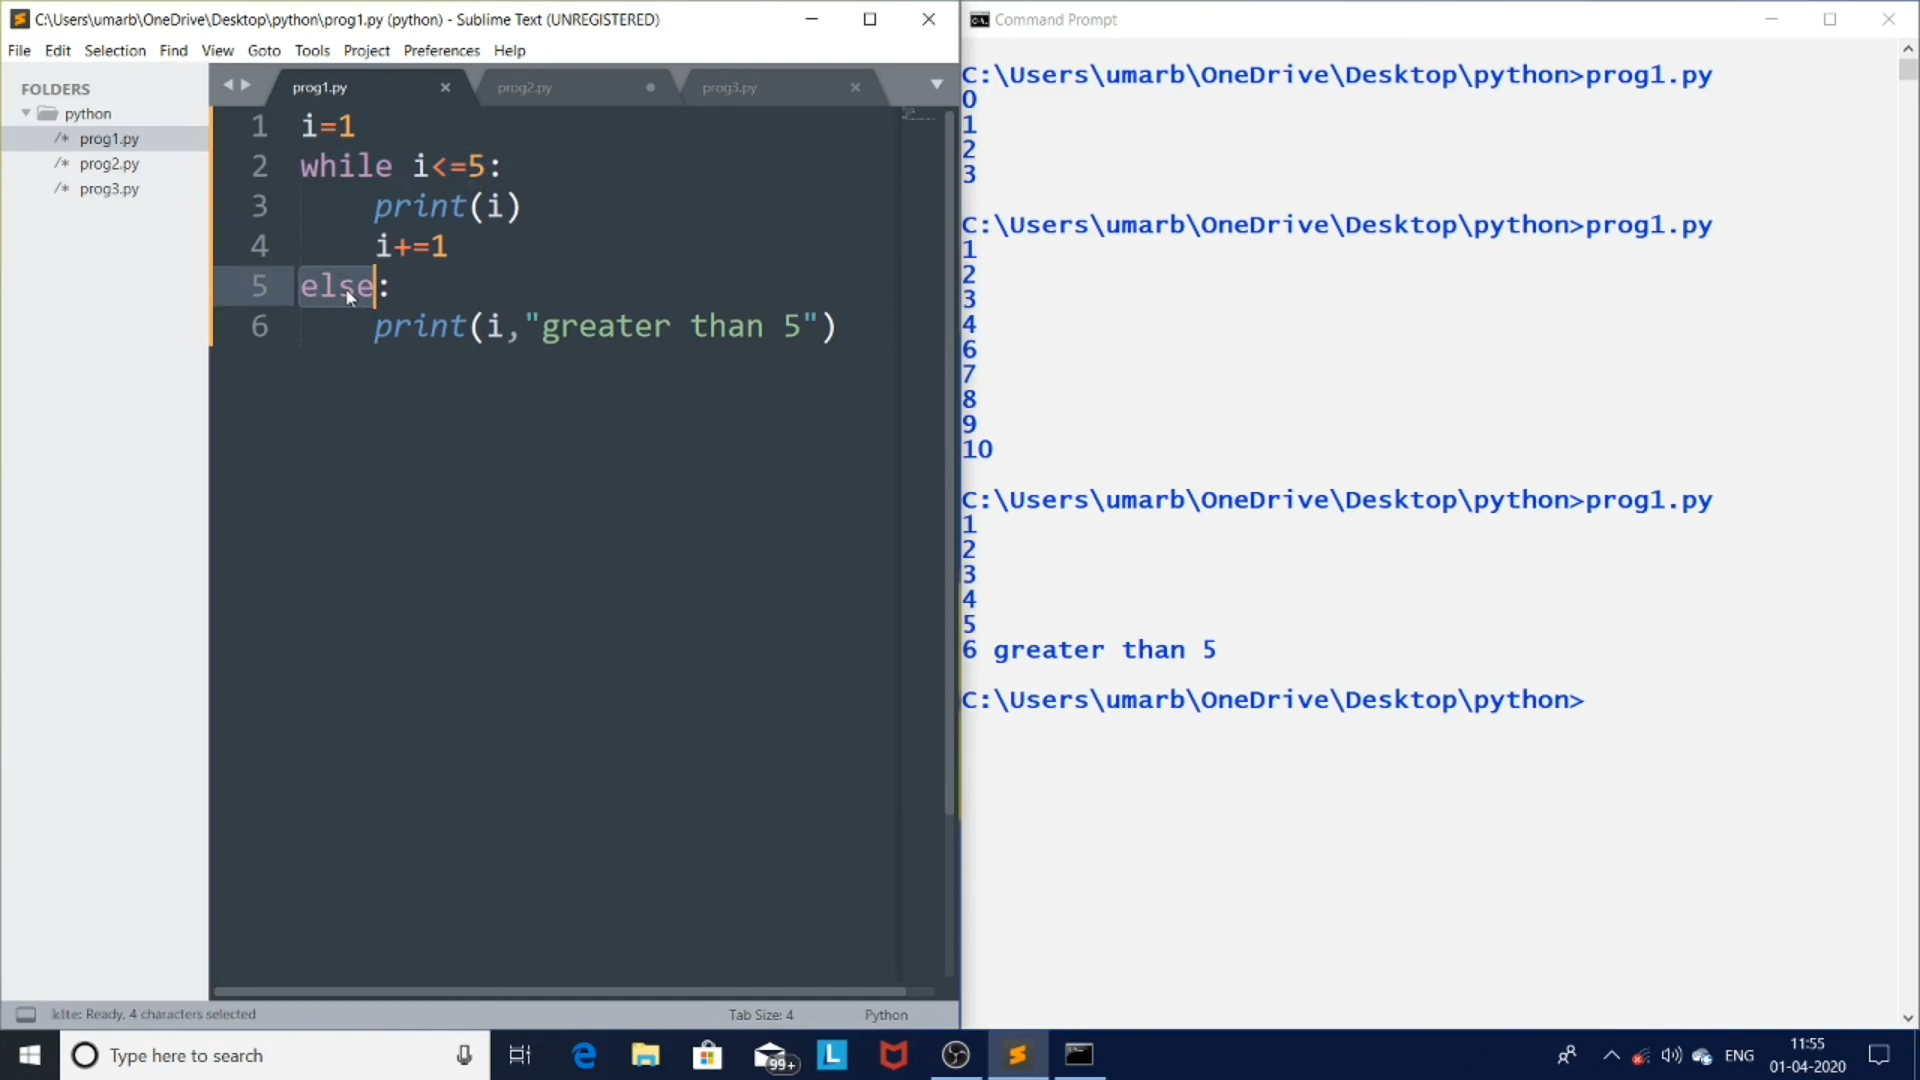 C:\Users\umarb\OneDrive\Desktop\python\prog1.py (python) - Sublime Text (UNREGISTERED)
File Edit Selection Find View Goto Tools Project Preferences Help
FOLDERS
python
/* prog1.py
/* prog2.py
/* prog3.py
prog1.py prog2.py prog3.py
1 i=1
2 while i<=5:
3 print(i)
4 i+=1
5 else:
6 print(i,"greater than 5")
kite: Ready, 4 characters selected
Tab Size: 4
Python
Command Prompt
C:\Users\umarb\OneDrive\Desktop\python>prog1.py
0
1
2
3
C:\Users\umarb\OneDrive\Desktop\python>prog1.py
1
2
3
4
6
7
8
9
10
C:\Users\umarb\OneDrive\Desktop\python>prog1.py
1
2
3
4
5
6 greater than 5
C:\Users\umarb\OneDrive\Desktop\python>
Type here to search
99+
L
ENG
11:55
01-04-2020